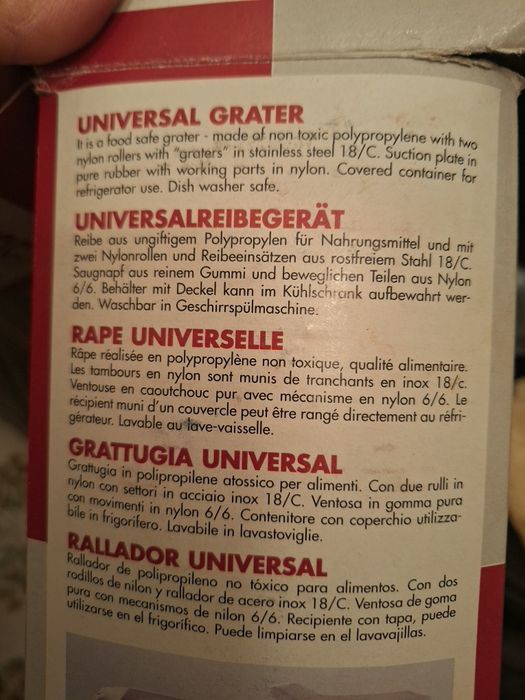 UNIVERSAL GRATER
It is a food safe grater - made of non toxic polypropylene with two
nylon rollers with "graters" in stainless steel 18/C. Suction plate in
pure rubber with working parts in nylon. Covered container for
refrigerator use. Dish washer safe.
UNIVERSALREIBEGERÄT
Reibe aus ungiftigem Polypropylen für Nahrungsmittel und mit
zwei Nylonrollen und Reibeeinsätzen aus rostfreiem Stahl 18/C.
Saugnapf aus reinem Gummi und beweglichen Teilen aus Nylon
6/6. Behälter mit Deckel kann im Kühlschrank aufbewahrt wer-
den. Waschbar in Geschirrspülmaschine.
RAPE UNIVERSELLE
Râpe réalisée en polypropylène non toxique, qualité alimentaire.
Les tambours en nylon sont munis de tranchants en inox 18/c.
Ventouse en caoutchouc pur avec mécanisme en nylon 6/6. Le
récipient muni d'un couvercle peut être rangé directement au réfri-
gérateur. Lavable au lave-vaisselle.
GRATTUGIA UNIVERSAL
Grattugia in polipropilene atossico per alimenti. Con due rulli in
nylon con settori in acciaio inox 18/C. Ventosa in gomma pura
con movimenti in nylon 6/6. Contenitore con coperchio utilizza-
bile in frigorifero. Lavabile in lavastoviglie.
RALLADOR UNIVERSAL
Rallador de polipropileno no tóxico para alimentos. Con dos
rodillos de nilon y rallador de acero inox 18/C. Ventosa de goma
pura con mecanismos de nilon 6/6. Recipiente con tapa, puede
utilizarse en el frigorífico. Puede limpiarse en el lavavajillas.